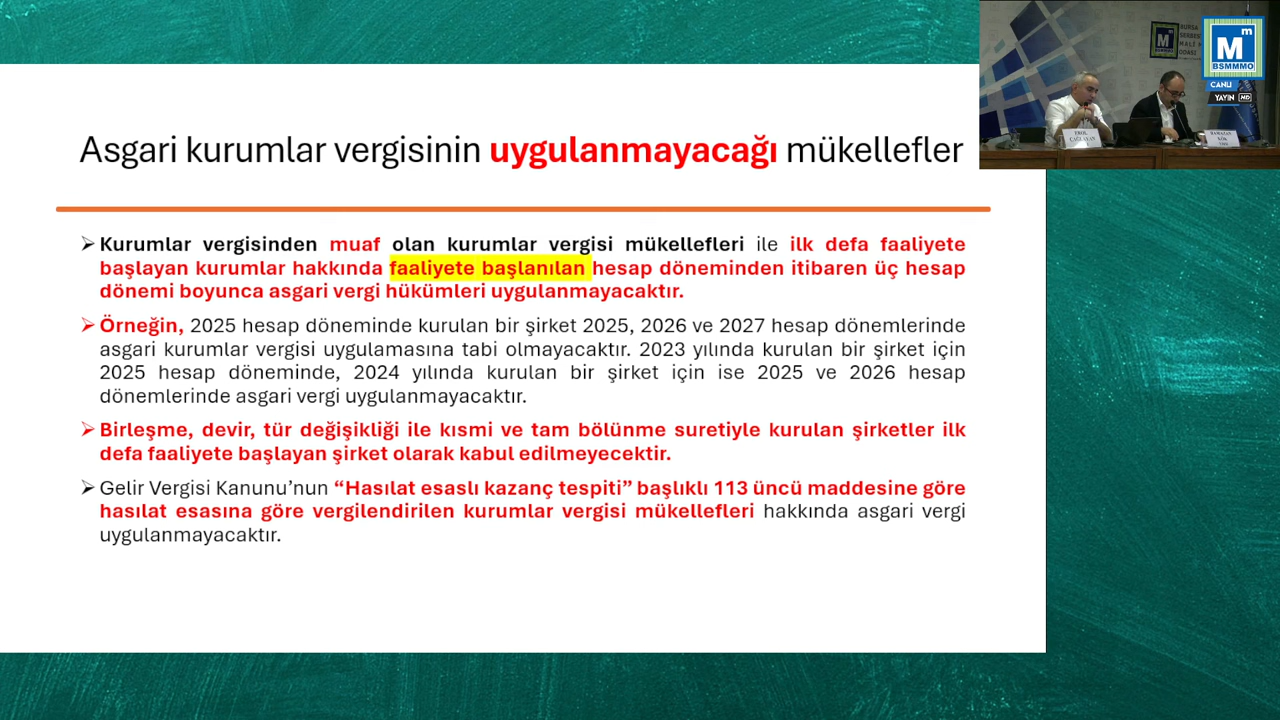 Asgari kurumlar vergisinin uygulanmayacağı mükellefler
➢ Kurumlar vergisinden muaf olan kurumlar vergisi mükellefleri ile ilk defa faaliyete
başlayan kurumlar hakkında faaliyete başlanılan hesap döneminden itibaren üç hesap
dönemi boyunca asgari vergi hükümleri uygulanmayacaktır.
➢ Örneğin, 2025 hesap döneminde kurulan bir şirket 2025, 2026 ve 2027 hesap dönemlerinde
asgari kurumlar vergisi uygulamasına tabi olmayacaktır. 2023 yılında kurulan bir şirket için
2025 hesap döneminde, 2024 yılında kurulan bir şirket için ise 2025 ve 2026 hesap
dönemlerinde asgari vergi uygulanmayacaktır.
➢ Birleşme, devir, tür değişikliği ile kısmi ve tam bölünme suretiyle kurulan şirketler ilk
defa faaliyete başlayan şirket olarak kabul edilmeyecektir.
➢ Gelir Vergisi Kanunu’nun “Hasılat esaslı kazanç tespiti” başlıklı 113 üncü maddesine göre
hasılat esasına göre vergilendirilen kurumlar vergisi mükellefleri hakkında asgari vergi
uygulanmayacaktır.
BURSA
M
BSMMMO
ODASI
M m
BSMMMO
CANLI
YAYIN HD